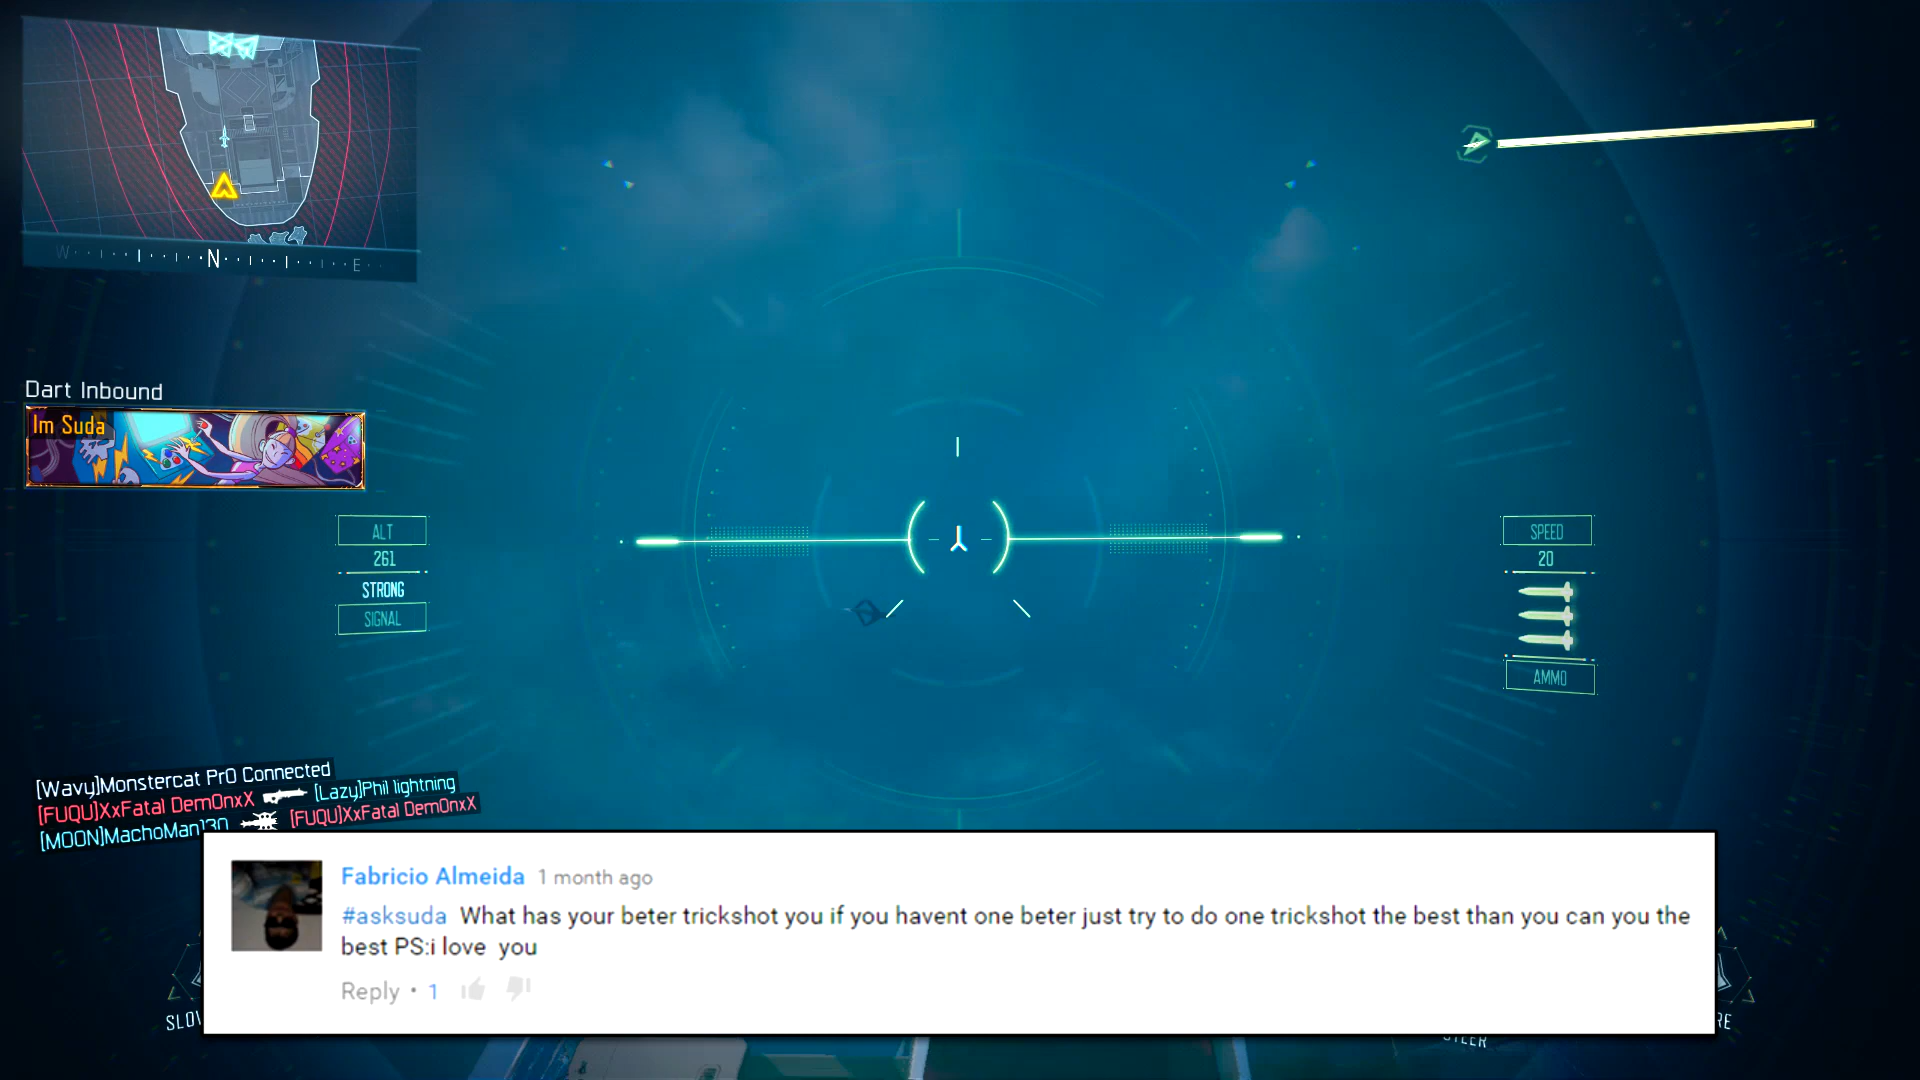 W N E
Dart Inbound
Im Suda
ALT
261
STRONG
SIGNAL
SPEED
20
AMMO
[Wavy]Monstercat Pr0 Connected
[FUQU]XxFatal Dem0nxX [Lazy]Phil lightning
[MOON]MachoMan130 [FUQU]XxFatal Dem0nxX
Fabricio Almeida 1 month ago
#asksuda What has your beter trickshot you if you havent one beter just try to do one trickshot the best than you can you the
best PS:i love you
Reply • 1